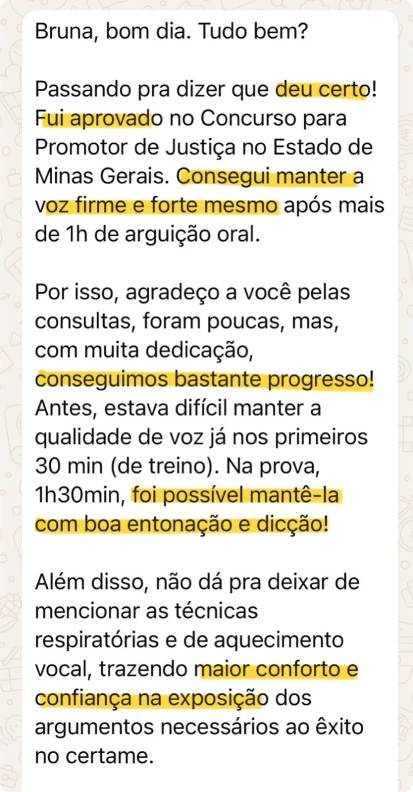 Bruna, bom dia. Tudo bem?
Passando pra dizer que deu certo!
Fui aprovado no Concurso para
Promotor de Justiça no Estado de
Minas Gerais. Consegui manter a
voz firme e forte mesmo após mais
de 1h de arguição oral.
Por isso, agradeço a você pelas
consultas, foram poucas, mas,
com muita dedicação,
conseguimos bastante progresso!
Antes, estava difícil manter a
qualidade de voz já nos primeiros
30 min (de treino). Na prova,
1h30min, foi possível mantê-la
com boa entonação e dicção!
Além disso, não dá pra deixar de
mencionar as técnicas
respiratórias e de aquecimento
vocal, trazendo maior conforto e
confiança na exposição dos
argumentos necessários ao êxito
no certame.